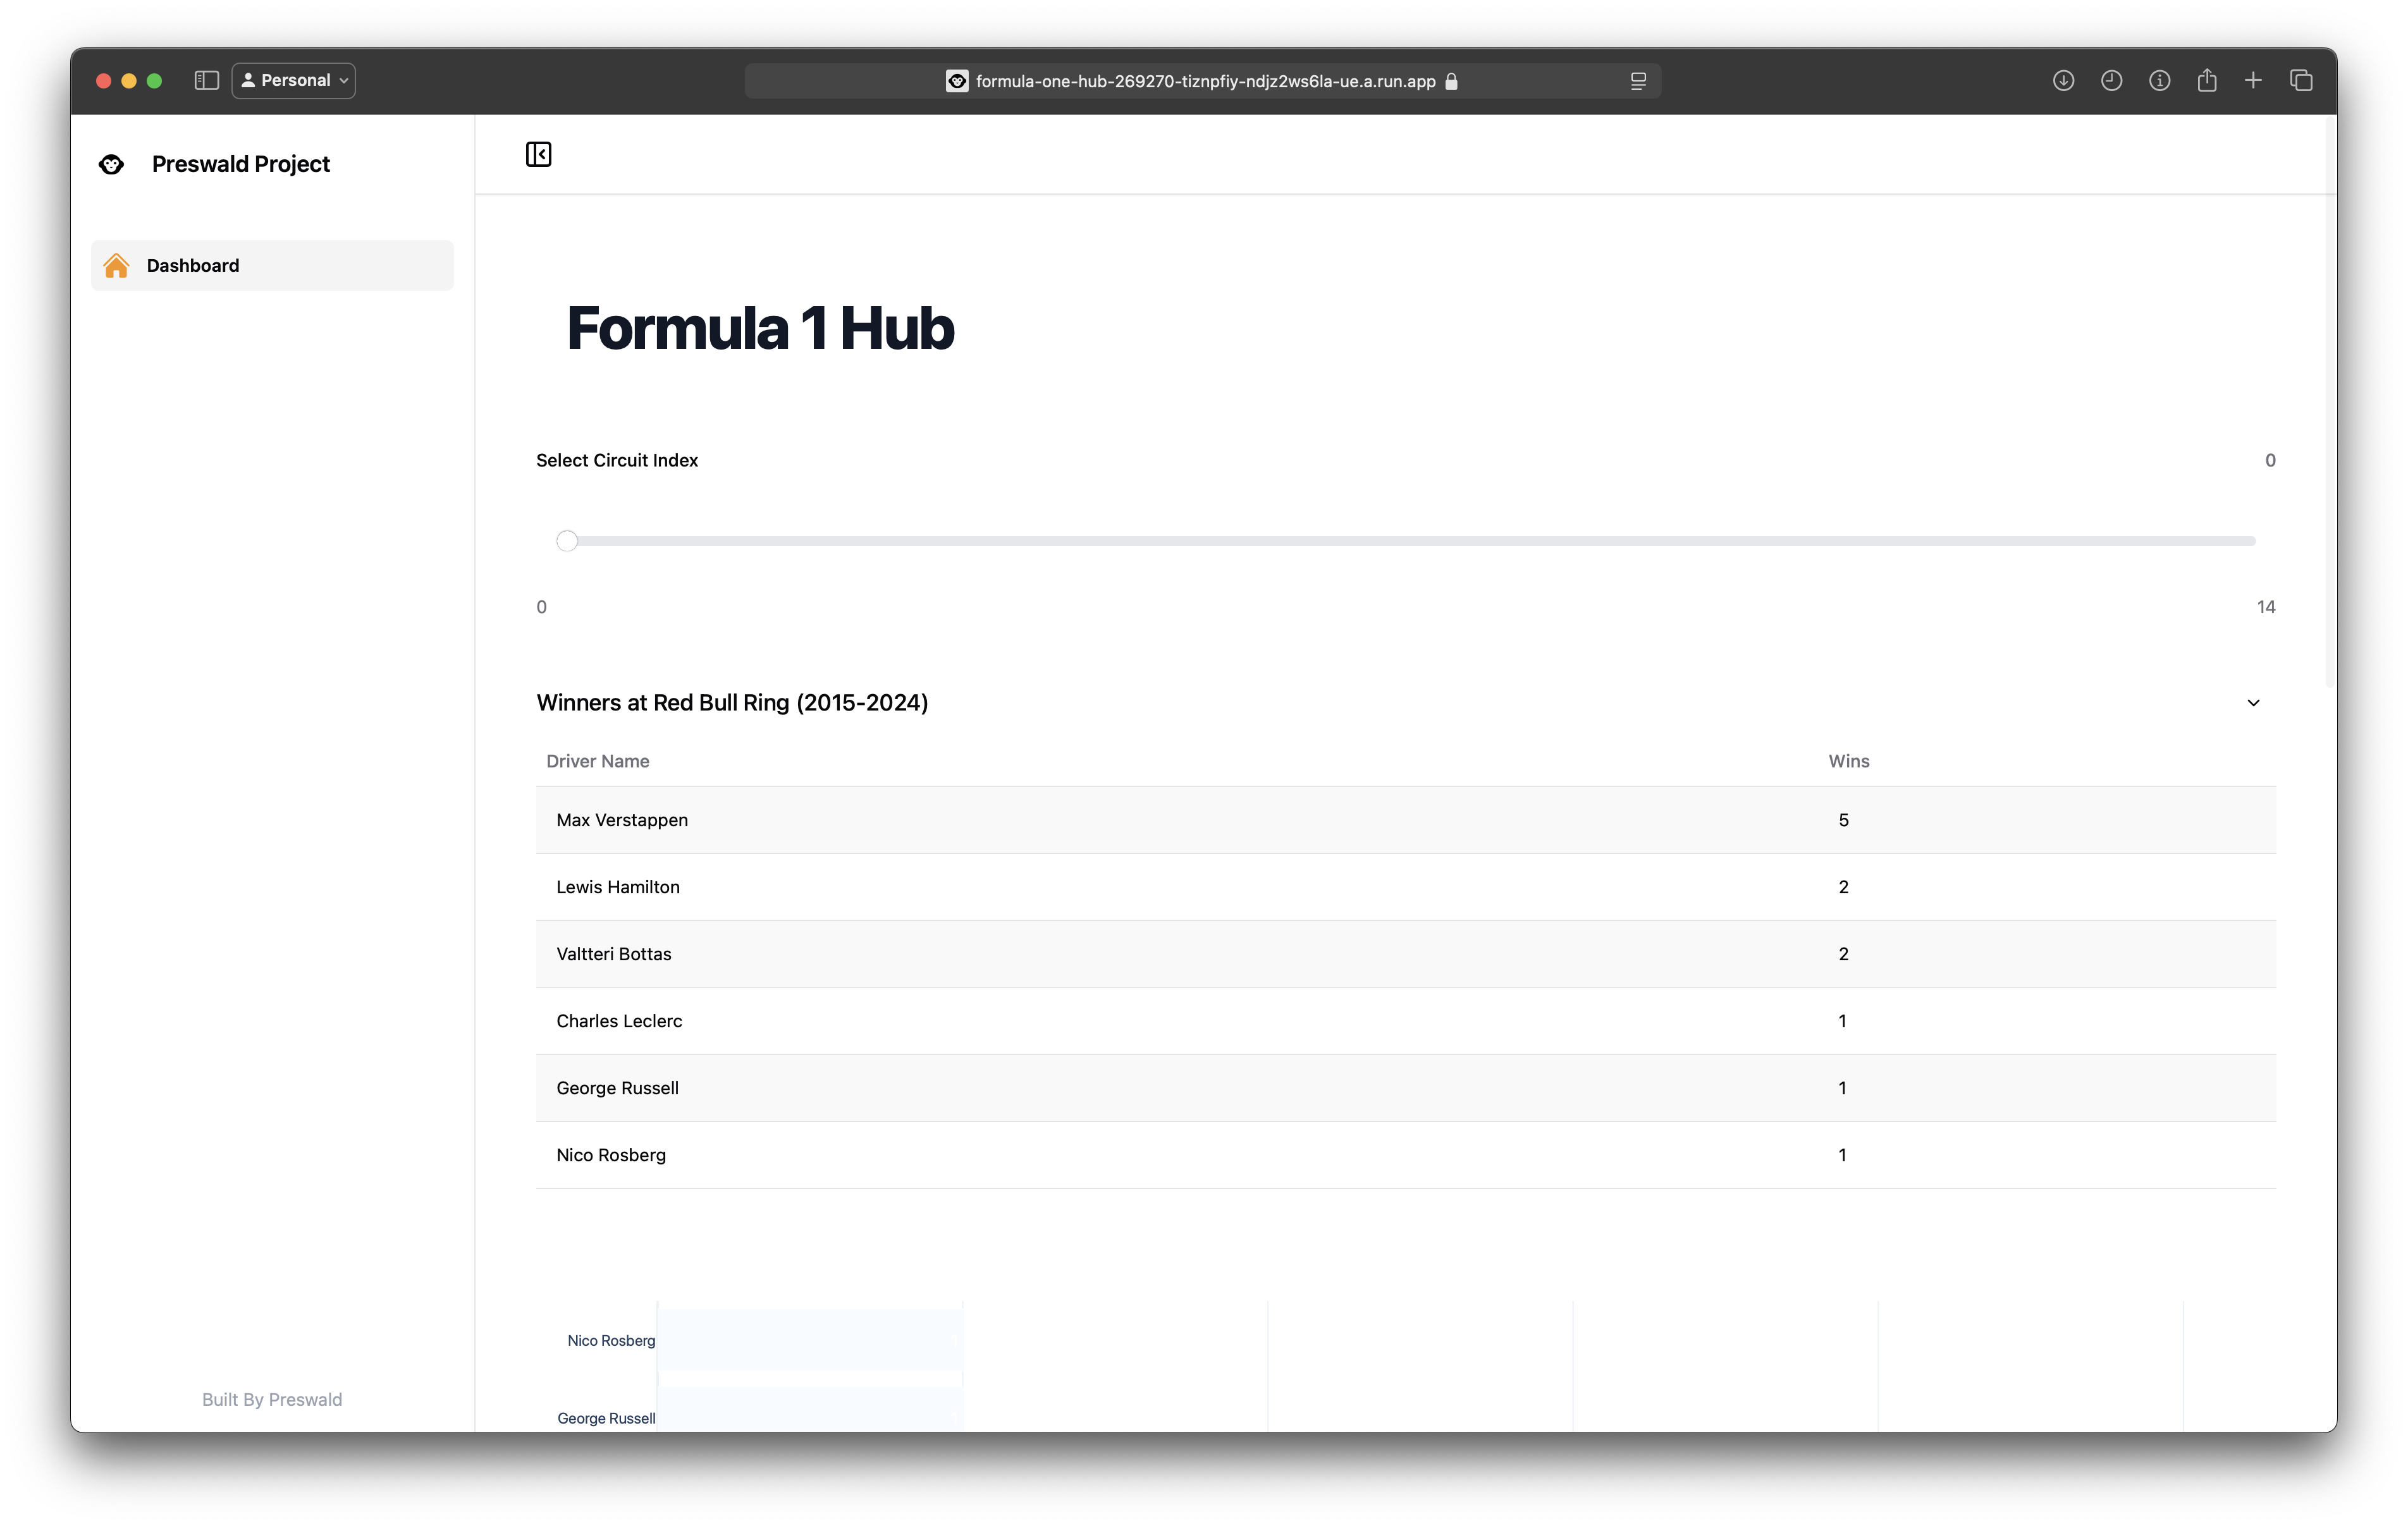 Personal
formula-one-hub-269270-tiznpfiy-ndjz2ws6la-ue.a.run.app
Preswald Project
Dashboard
Formula 1 Hub
Select Circuit Index 0
0 14
Winners at Red Bull Ring (2015-2024)
Driver Name Wins
Max Verstappen 5
Lewis Hamilton 2
Valtteri Bottas 2
Charles Leclerc 1
George Russell 1
Nico Rosberg 1
Nico Rosberg
George Russell
Built By Preswald